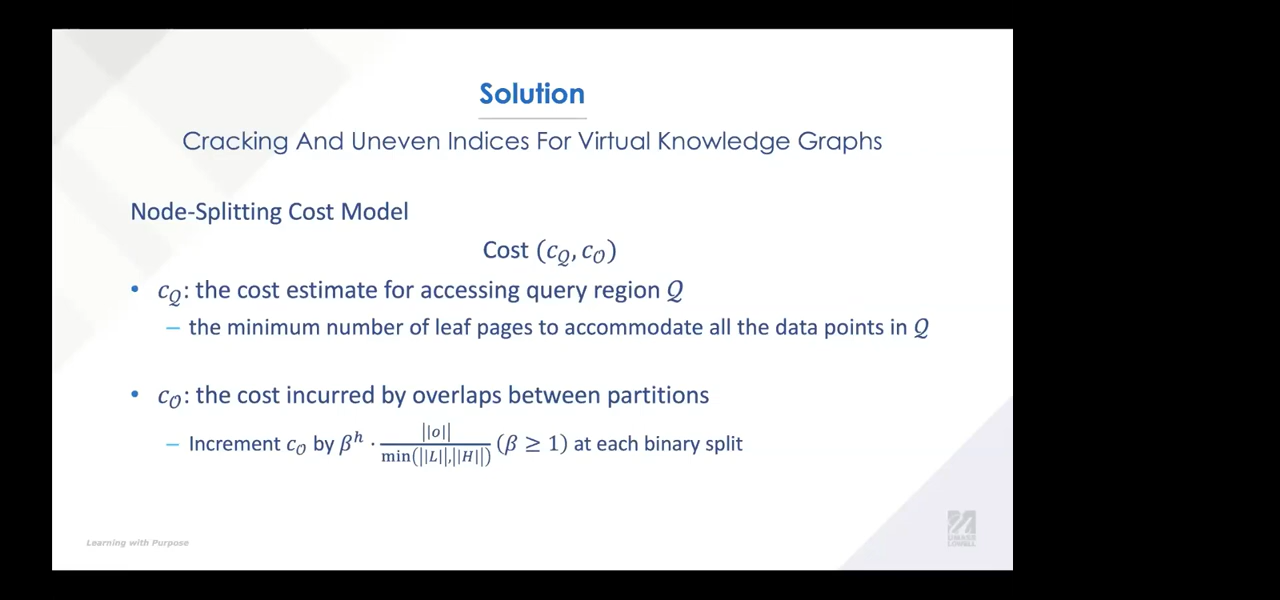 Solution
Cracking And Uneven Indices For Virtual Knowledge Graphs
Node-Splitting Cost Model
Cost (c_𝒬, c_𝒪)
• c_𝒬: the cost estimate for accessing query region 𝒬
– the minimum number of leaf pages to accommodate all the data points in 𝒬
• c_𝒪: the cost incurred by overlaps between partitions
– Increment c_𝒪 by β^h · ||o|| / min(||L||,||H||) (β ≥ 1) at each binary split
Learning with Purpose
UMASS
LOWELL